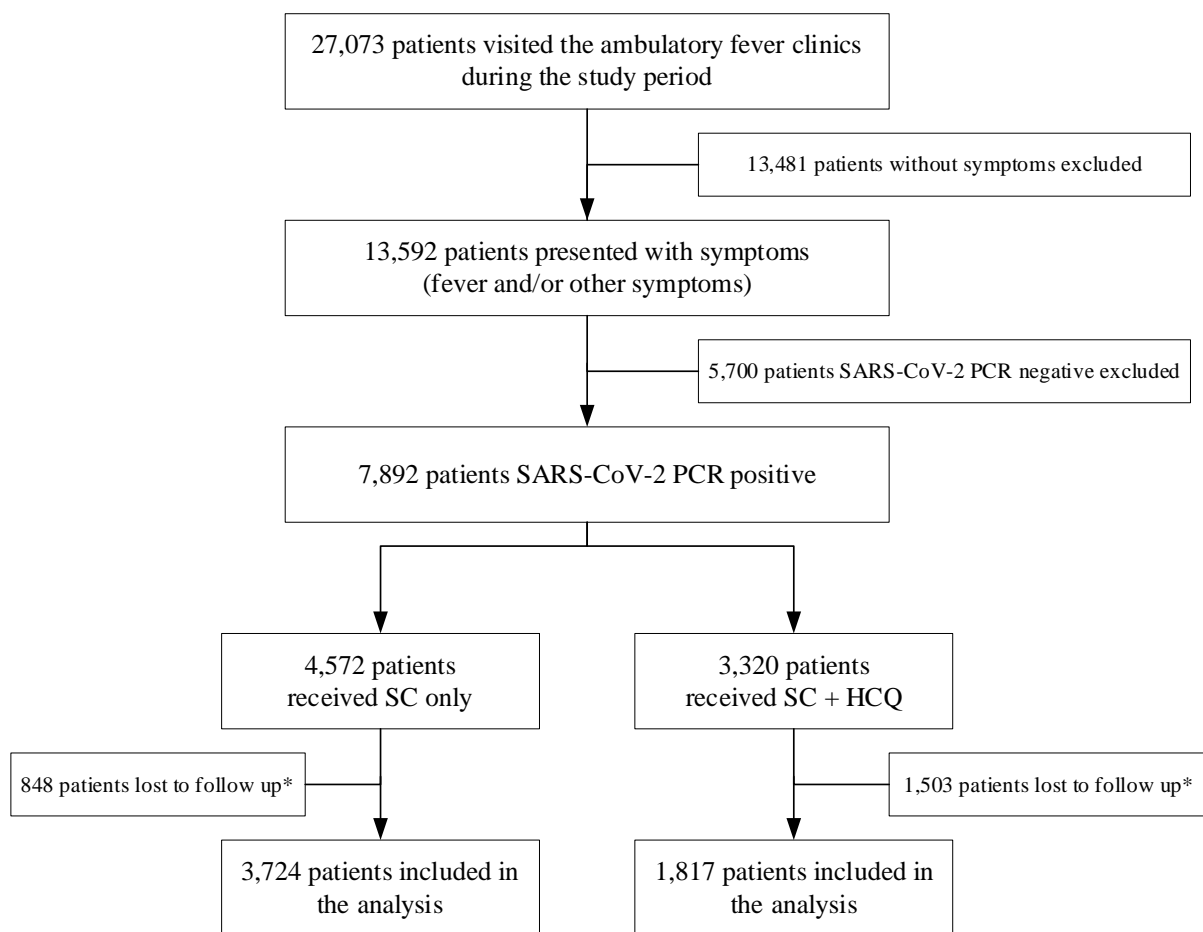 27,073 patients visited the ambulatory fever clinics
during the study period
13,481 patients without symptoms excluded
13,592 patients presented with symptoms
(fever and/or other symptoms)
5,700 patients SARS-CoV-2 PCR negative excluded
7,892 patients SARS-CoV-2 PCR positive
4,572 patients
received SC only
3,320 patients
received SC + HCQ
848 patients lost to follow up*
1,503 patients lost to follow up*
3,724 patients included in
the analysis
1,817 patients included in
the analysis